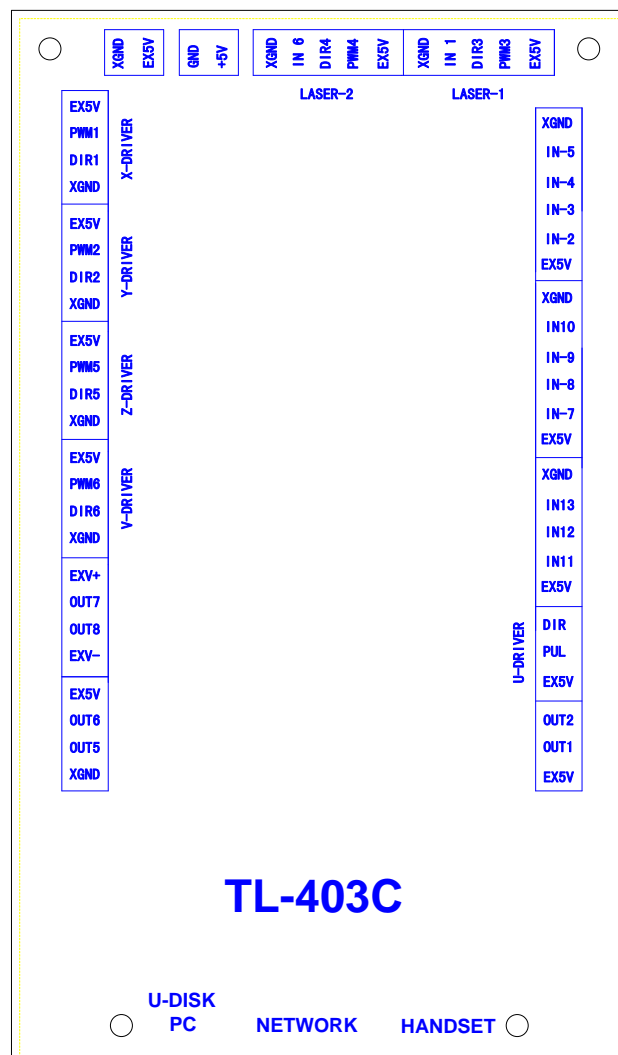 XGND
EX5V
GND
+5V
XGND
IN 6
DIR4
PWM4
EX5V
XGND
IN 1
DIR3
PWM3
EX5V
LASER-2
LASER-1
EX5V
PWM1
DIR1
XGND
X-DRIVER
EX5V
PWM2
DIR2
XGND
Y-DRIVER
EX5V
PWM5
DIR5
XGND
Z-DRIVER
EX5V
PWM6
DIR6
XGND
V-DRIVER
EXV+
OUT7
OUT8
EXV-
EX5V
OUT6
OUT5
XGND
XGND
IN-5
IN-4
IN-3
IN-2
EX5V
XGND
IN10
IN-9
IN-8
IN-7
EX5V
XGND
IN13
IN12
IN11
EX5V
U-DRIVER
DIR
PUL
EX5V
OUT2
OUT1
EX5V
TL-403C
U-DISK
PC
NETWORK
HANDSET